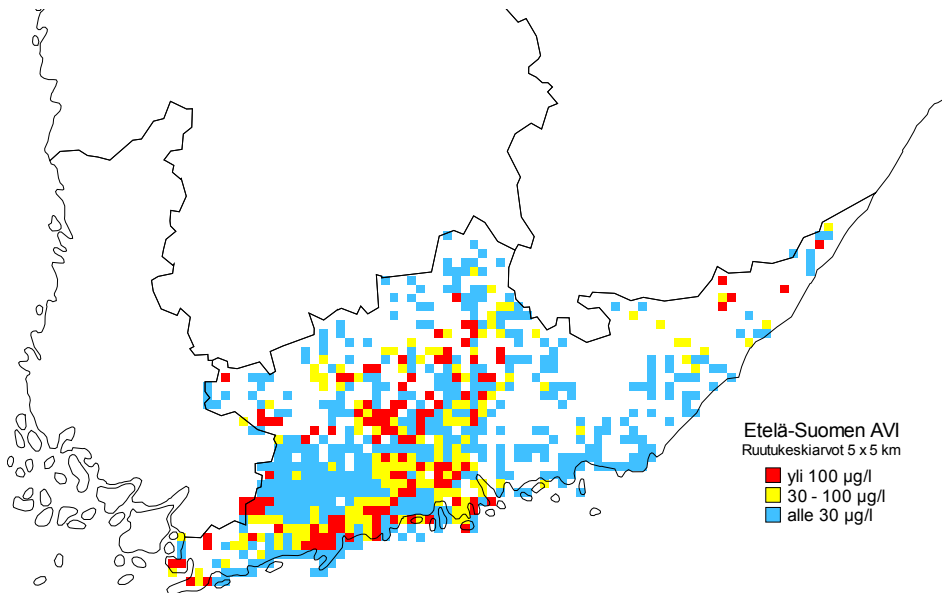 Etelä-Suomen AVI
Ruutukeskiarvot 5 x 5 km
yli 100 µg/l
30 - 100 µg/l
alle 30 µg/l